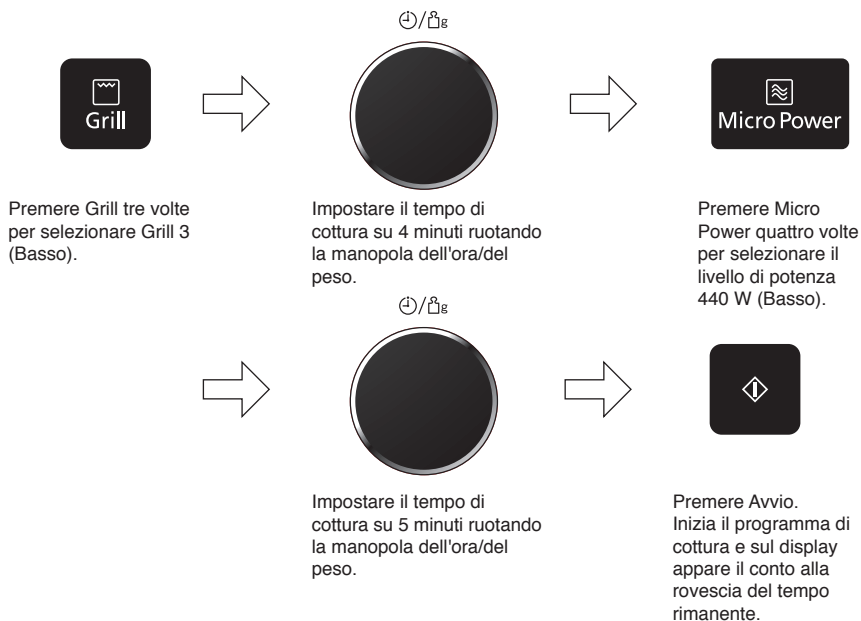 g
Grill
Micro Power
Premere Grill tre volte
per selezionare Grill 3
(Basso).
Impostare il tempo di
cottura su 4 minuti ruotando
la manopola dell'ora/del
peso.
Premere Micro
Power quattro volte
per selezionare il
livello di potenza
440 W (Basso).
g
Impostare il tempo di
cottura su 5 minuti ruotando
la manopola dell'ora/del
peso.
Premere Avvio.
Inizia il programma di
cottura e sul display
appare il conto alla
rovescia del tempo
rimanente.